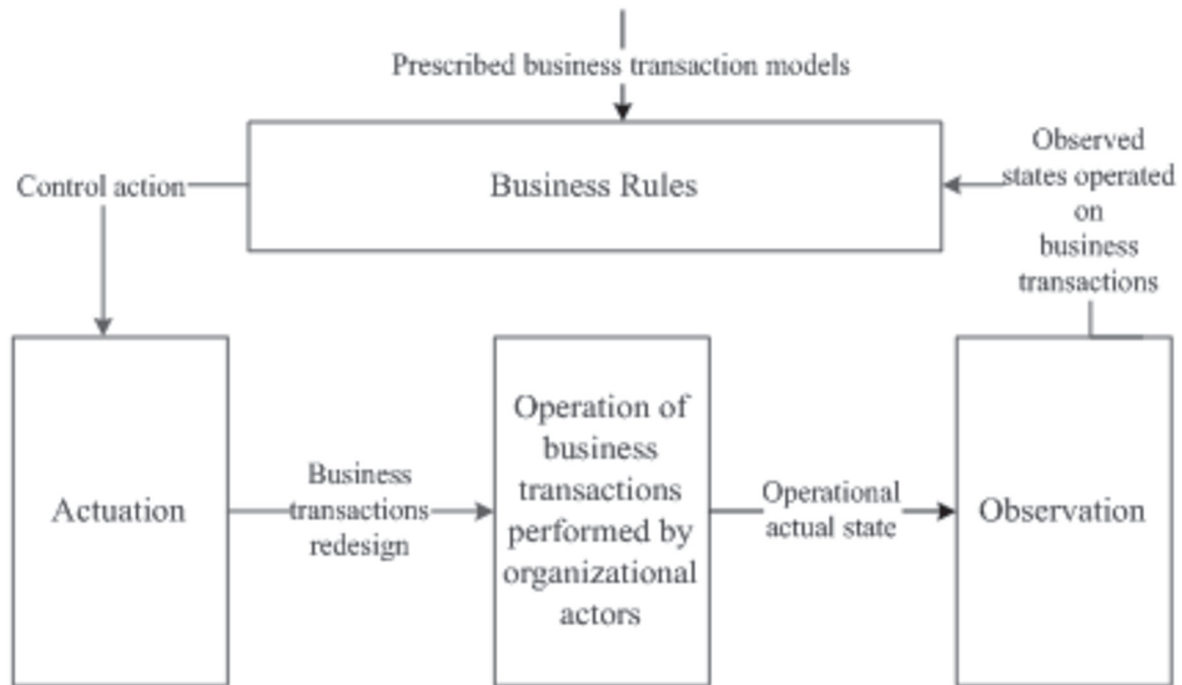 Prescribed business transaction models
Business Rules
Control action
Observed
states operated
on
business
transactions
Actuation
Business
transactions
redesign
Operation of
business
transactions
performed by
organizational
actors
Operational
actual state
Observation